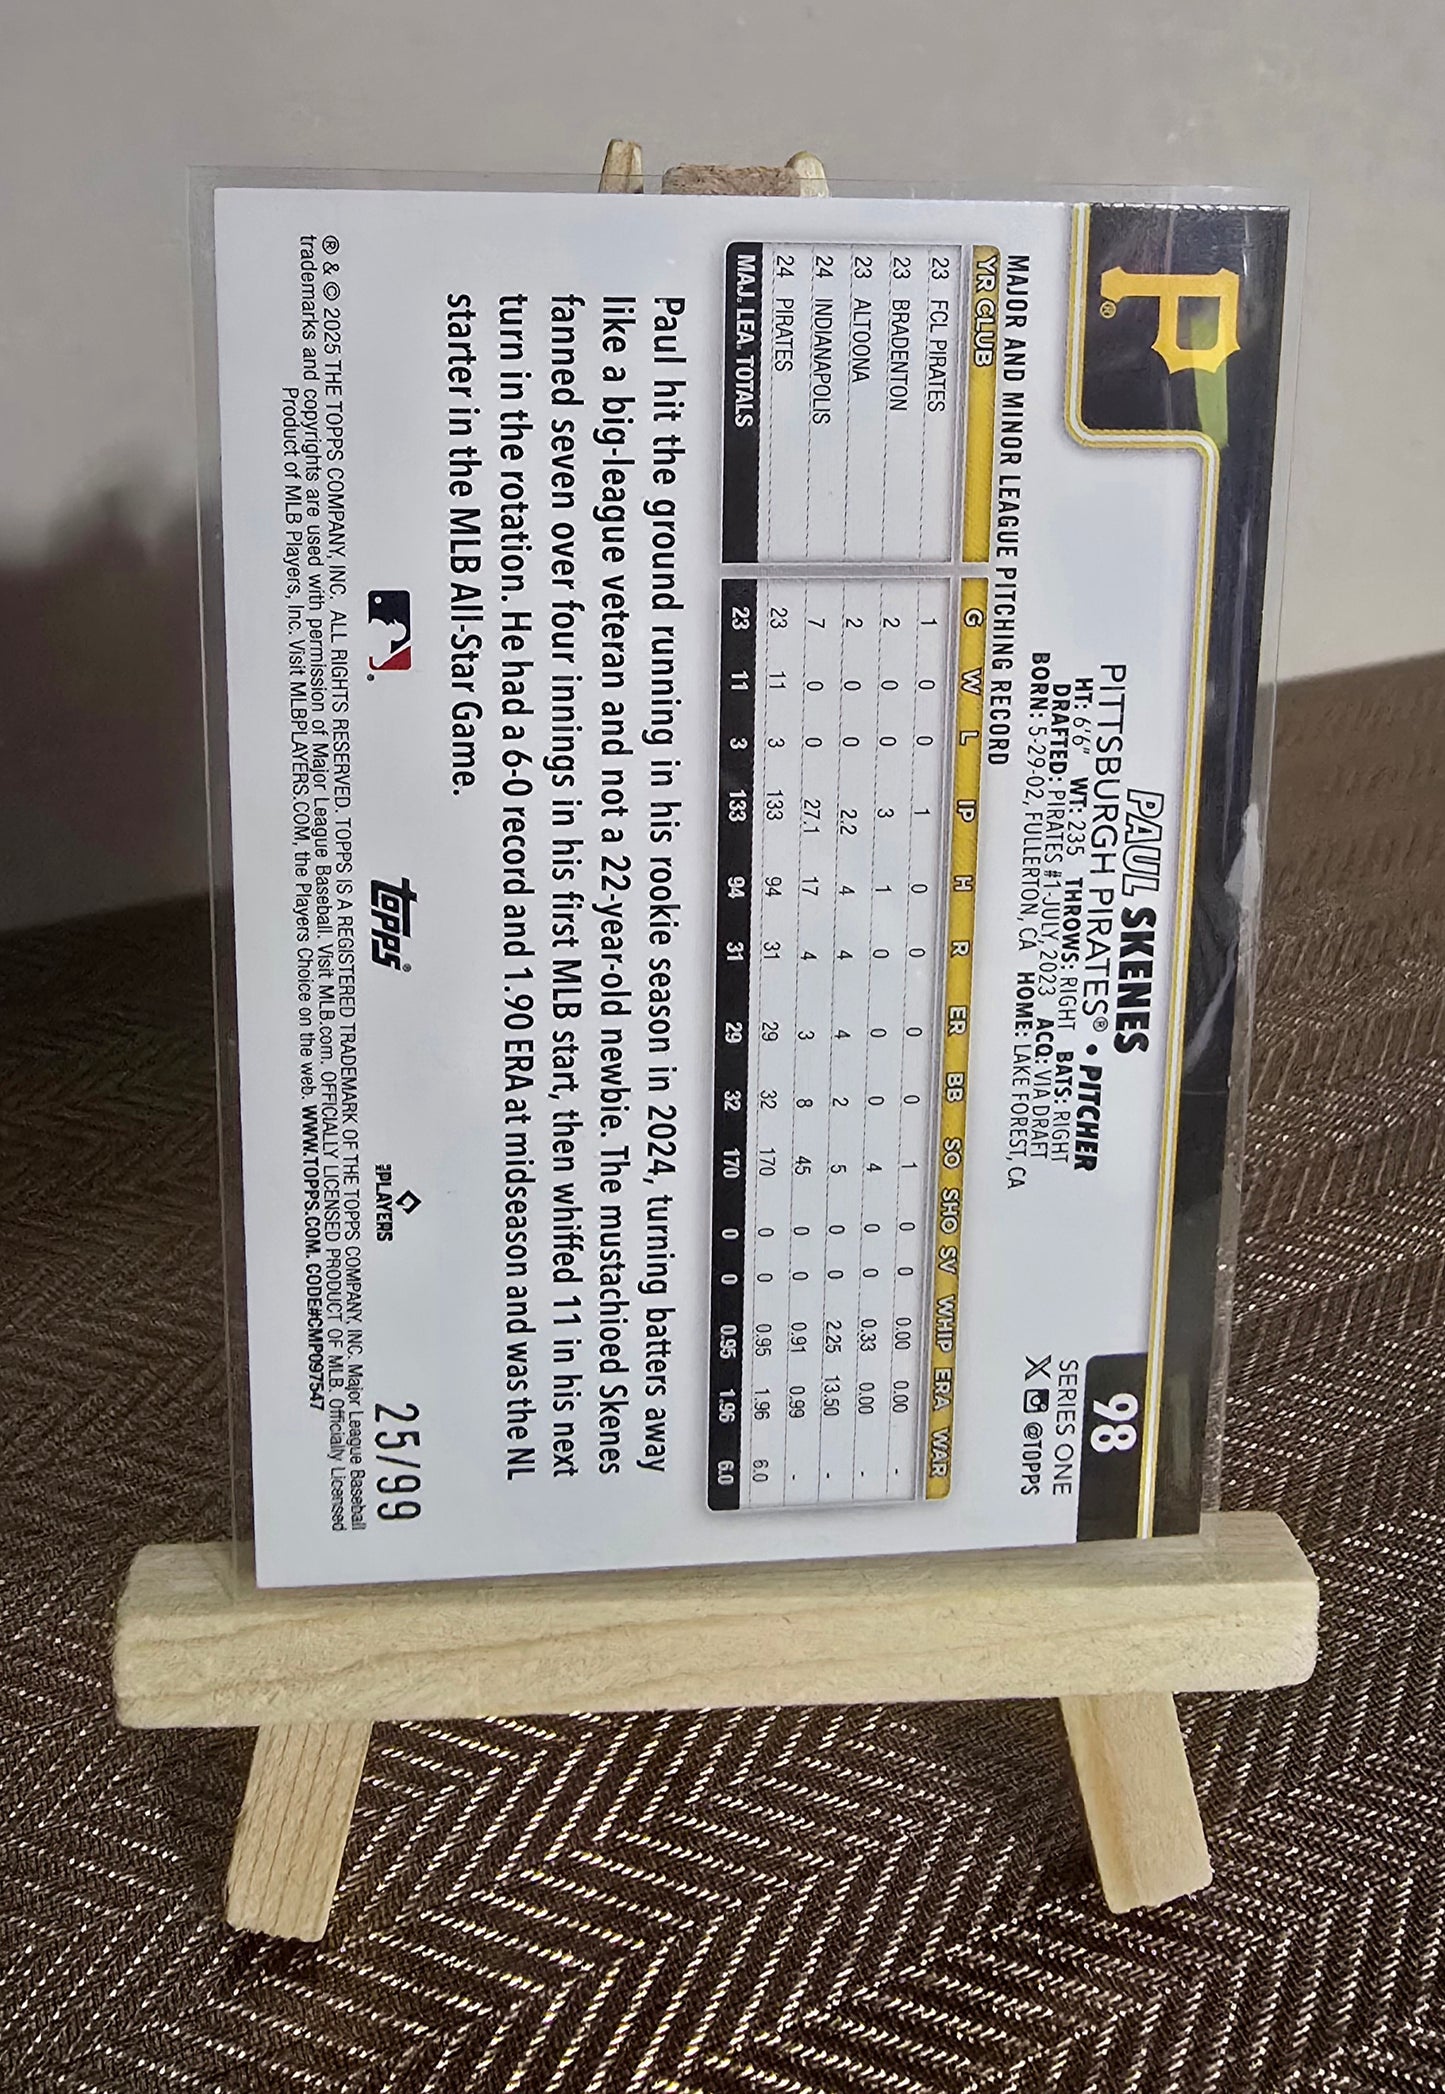 P®
98
PAUL SKENES
PITTSBURGH PIRATES® • PITCHER
SERIES ONE
HT: 6'6" WT: 235 THROWS: RIGHT BATS: RIGHT
DRAFTED: PIRATES #1-JULY, 2023 ACQ: VIA DRAFT
BORN: 5-29-02, FULLERTON, CA HOME: LAKE FOREST, CA
X @TOPPS
MAJOR AND MINOR LEAGUE PITCHING RECORD
YR CLUB G W L IP H R ER BB SO SHO SV WHIP ERA WAR
23 FCL PIRATES 1 0 0 1 0 0 0 0 1 0 0 0.00 0.00 -
23 BRADENTON 2 0 0 3 1 0 0 0 4 0 0 0.33 0.00 -
23 ALTOONA 2 0 0 2.2 4 4 4 2 5 0 0 2.25 13.50 -
24 INDIANAPOLIS 7 0 0 27.1 17 4 3 8 45 0 0 0.91 0.99 -
24 PIRATES 23 11 3 133 94 31 29 32 170 0 0 0.95 1.96 6.0
MAJ. LEA. TOTALS 23 11 3 133 94 31 29 32 170 0 0 0.95 1.96 6.0
Paul hit the ground running in his rookie season in 2024, turning batters away
like a big-league veteran and not a 22-year-old newbie. The mustachioed Skenes
fanned seven over four innings in his first MLB start, then whiffed 11 in his next
turn in the rotation. He had a 6-0 record and 1.90 ERA at midseason and was the NL
starter in the MLB All-Star Game.
topps®
PLAYERS
25/99
® & © 2025 THE TOPPS COMPANY, INC. ALL RIGHTS RESERVED. TOPPS IS A REGISTERED TRADEMARK OF THE TOPPS COMPANY, INC. Major League Baseball
trademarks and copyrights are used with permission of Major League Baseball. Visit MLB.com. OFFICIALLY LICENSED PRODUCT OF MLB. Officially Licensed
Product of MLB Players, Inc. Visit MLBPLAYERS.COM, the Players Choice on the web. WWW.TOPPS.COM. CODE#CMP097547